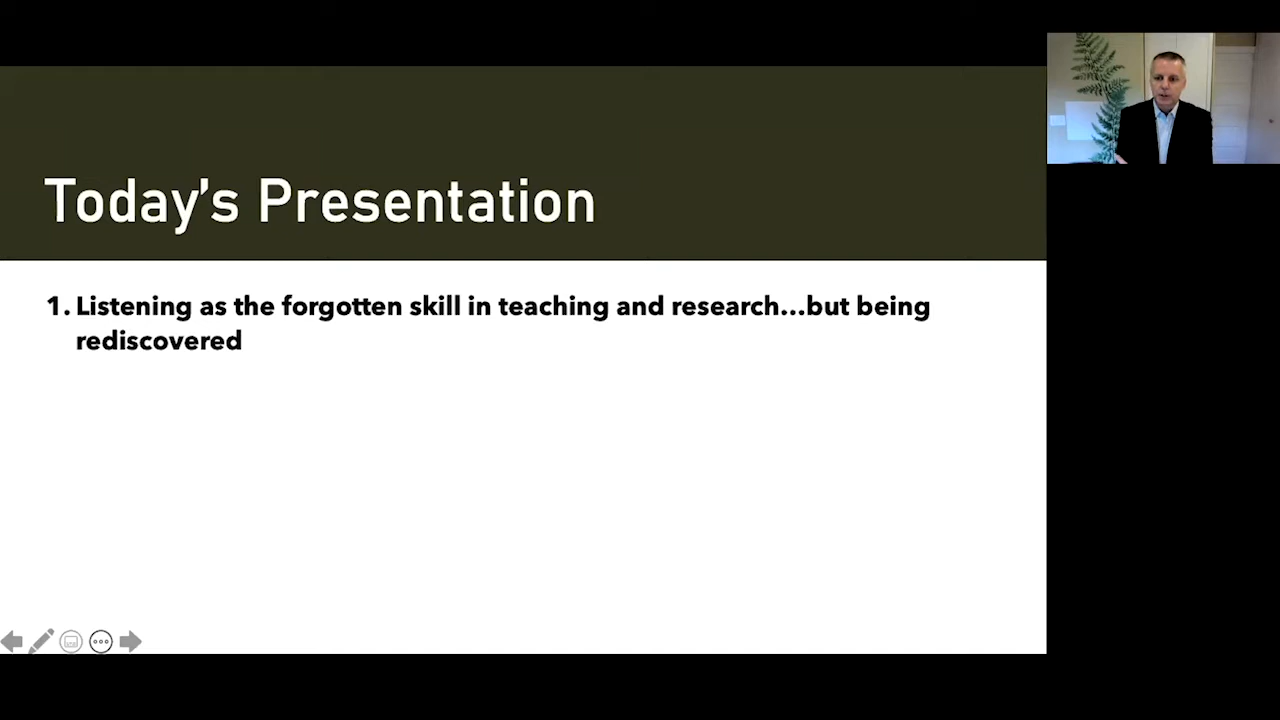 Today’s Presentation
1. Listening as the forgotten skill in teaching and research...but being
rediscovered